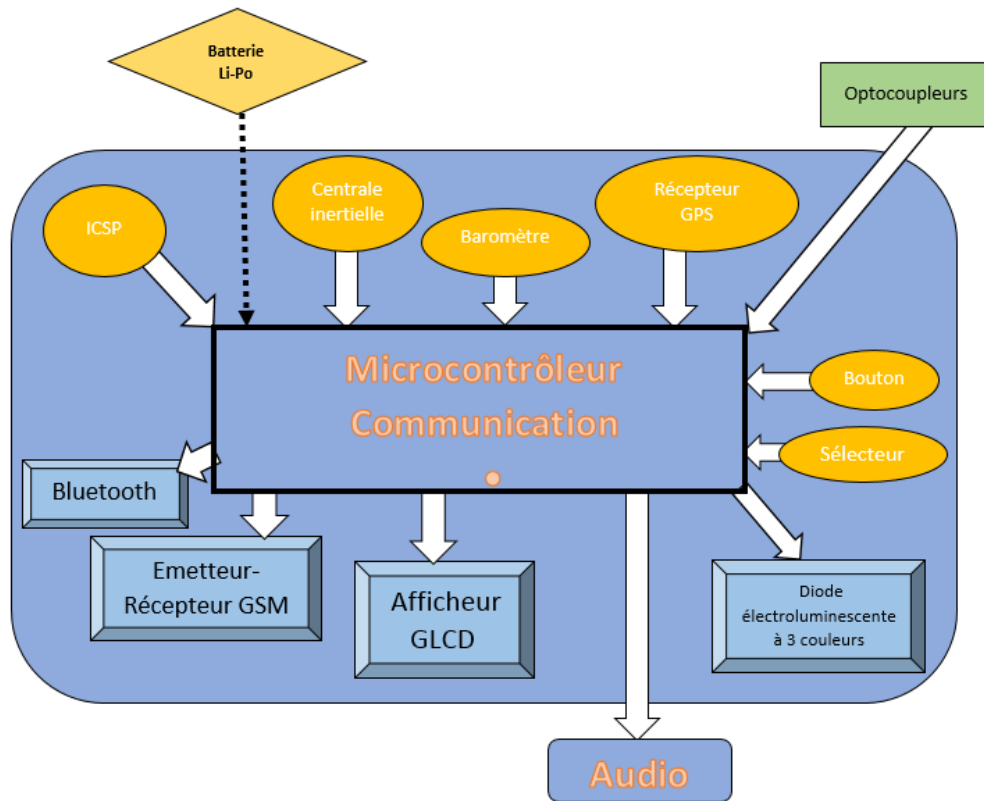 Batterie
Li-Po
Optocoupleurs
Centrale
inertielle
Récepteur
GPS
ICSP
Baromètre
Microcontrôleur
Communication
Bouton
Sélecteur
Bluetooth
Emetteur-
Récepteur GSM
Afficheur
GLCD
Diode
électroluminescente
à 3 couleurs
Audio